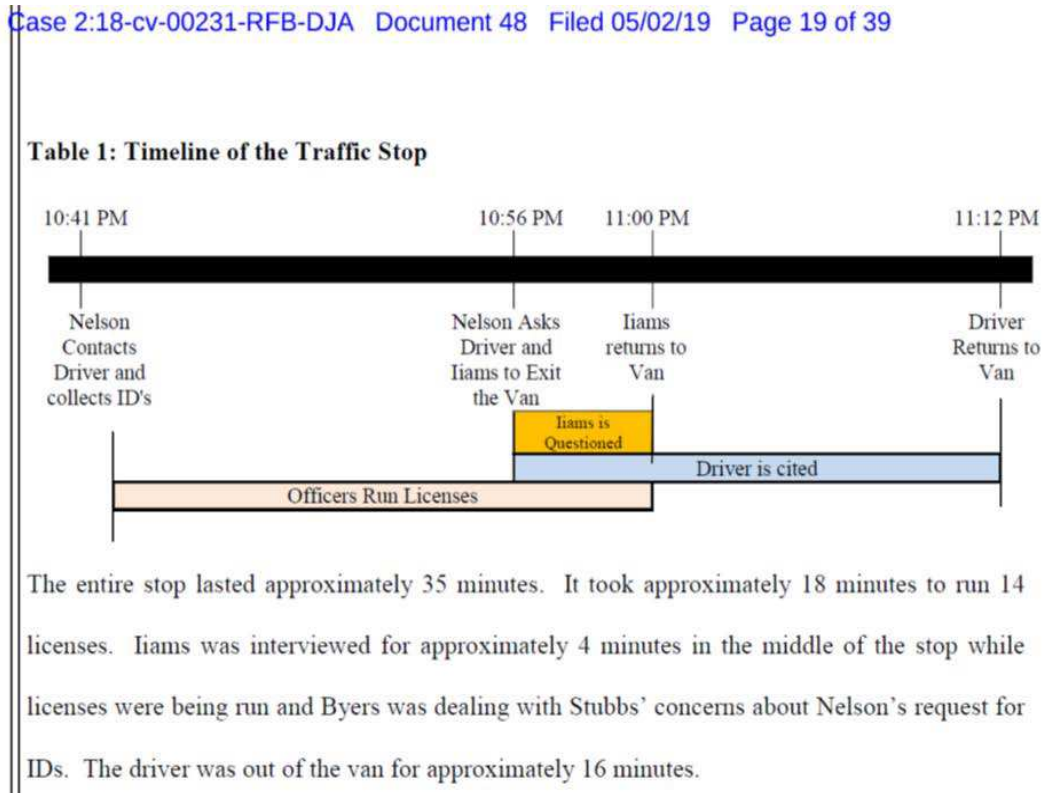 Case 2:18-cv-00231-RFB-DJA Document 48 Filed 05/02/19 Page 19 of 39
Table 1: Timeline of the Traffic Stop
10:41 PM 10:56 PM 11:00 PM 11:12 PM
Nelson
Contacts
Driver and
collects ID's
Nelson Asks
Driver and
Iiams to Exit
the Van
Iiams
returns to
Van
Driver
Returns to
Van
Iiams is
Questioned
Driver is cited
Officers Run Licenses
The entire stop lasted approximately 35 minutes. It took approximately 18 minutes to run 14
licenses. Iiams was interviewed for approximately 4 minutes in the middle of the stop while
licenses were being run and Byers was dealing with Stubbs’ concerns about Nelson’s request for
IDs. The driver was out of the van for approximately 16 minutes.